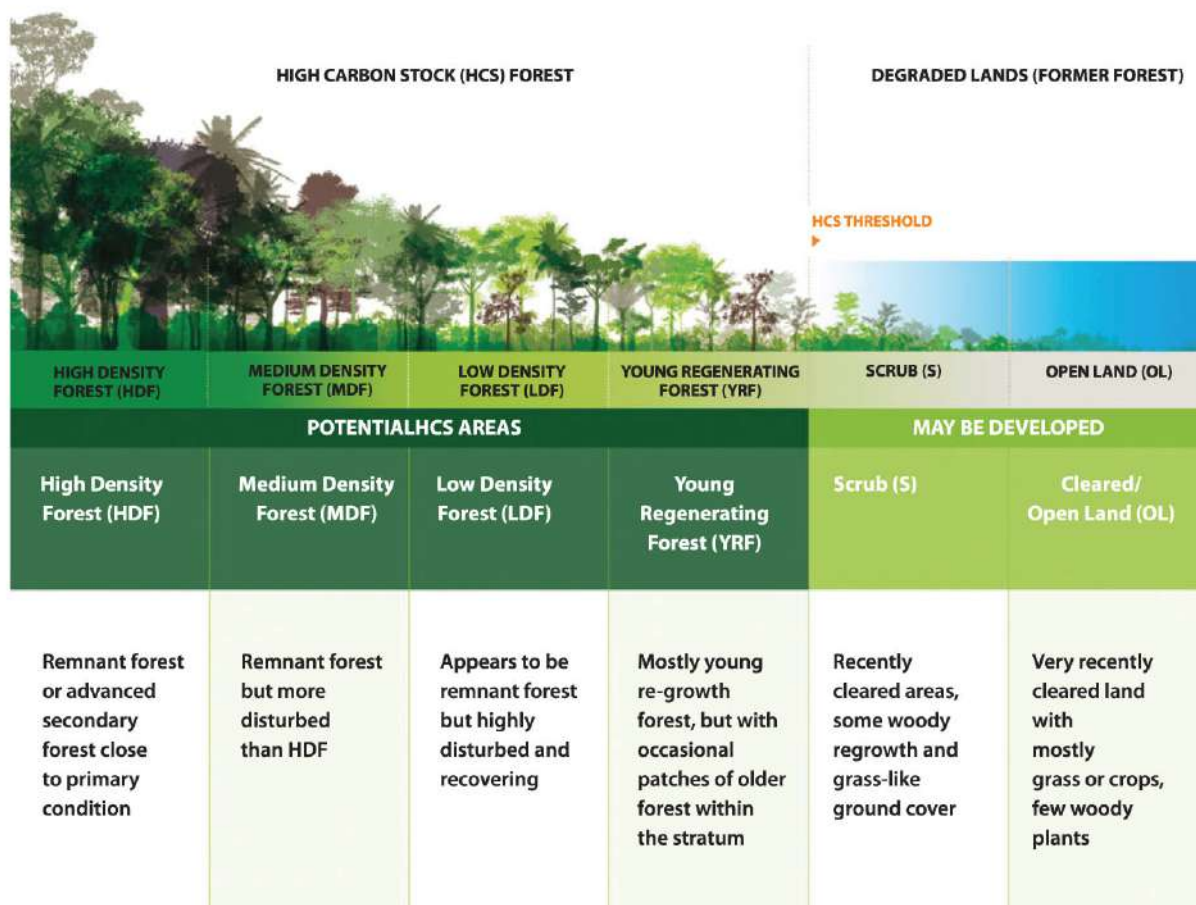 HIGH CARBON STOCK (HCS) FOREST
DEGRADED LANDS (FORMER FOREST)
HCS THRESHOLD
HIGH DENSITY
FOREST (HDF)
MEDIUM DENSITY
FOREST (MDF)
LOW DENSITY
FOREST (LDF)
YOUNG REGENERATING
FOREST (YRF)
SCRUB (S)
OPEN LAND (OL)
POTENTIALHCS AREAS
MAY BE DEVELOPED
High Density
Forest (HDF)
Medium Density
Forest (MDF)
Low Density
Forest (LDF)
Young
Regenerating
Forest (YRF)
Scrub (S)
Cleared/
Open Land (OL)
Remnant forest
or advanced
secondary
forest close
to primary
condition
Remnant forest
but more
disturbed
than HDF
Appears to be
remnant forest
but highly
disturbed and
recovering
Mostly young
re-growth
forest, but with
occasional
patches of older
forest within
the stratum
Recently
cleared areas,
some woody
regrowth and
grass-like
ground cover
Very recently
cleared land
with
mostly
grass or crops,
few woody
plants